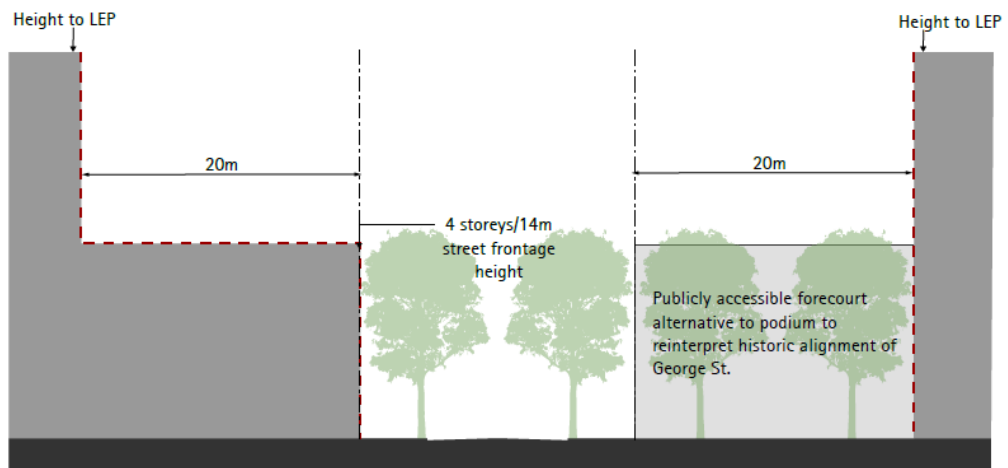 Height to LEP
Height to LEP
20m
20m
4 storeys/14m
street frontage
height
Publicly accessible forecourt
alternative to podium to
reinterpret historic alignment of
George St.